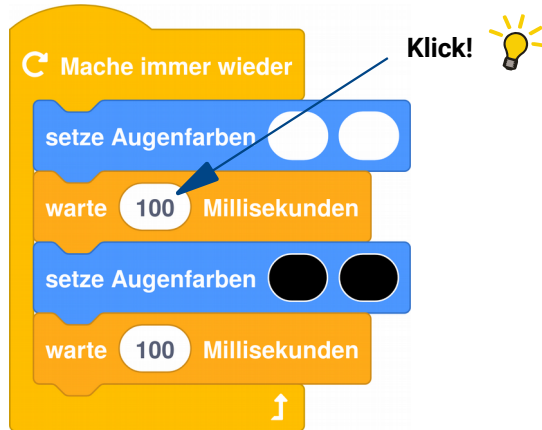 Klick!
Mache immer wieder
setze Augenfarben
warte 100 Millisekunden
setze Augenfarben
warte 100 Millisekunden